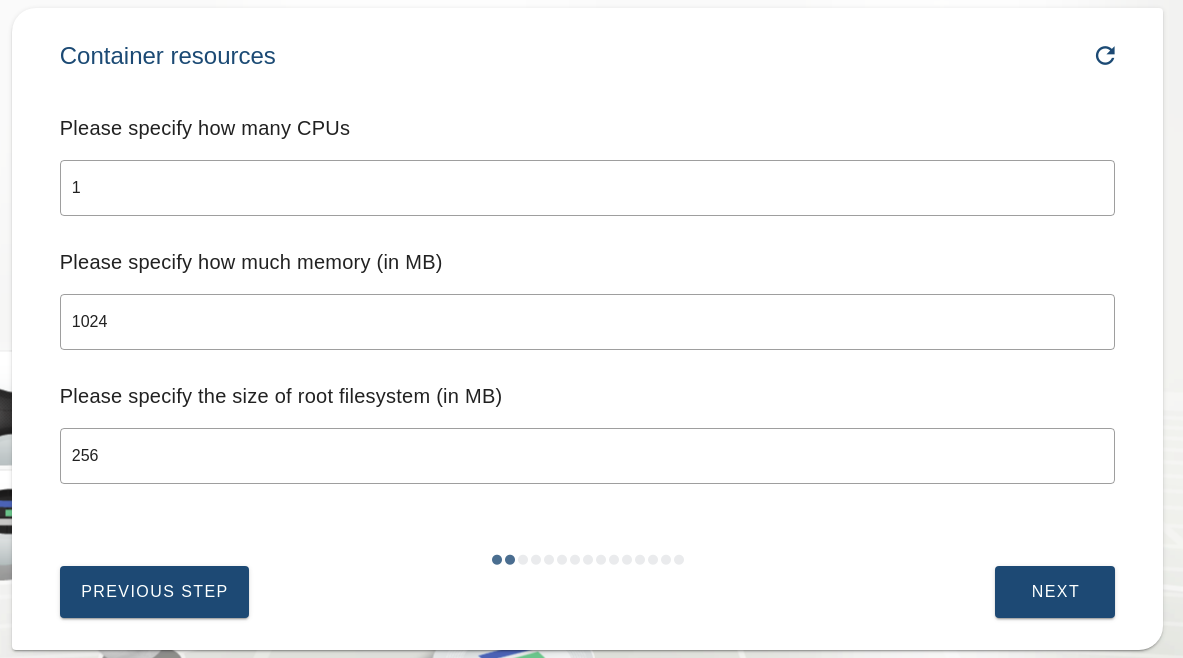 Container resources
Please specify how many CPUs
1
Please specify how much memory (in MB)
1024
Please specify the size of root filesystem (in MB)
256
PREVIOUS STEP
NEXT